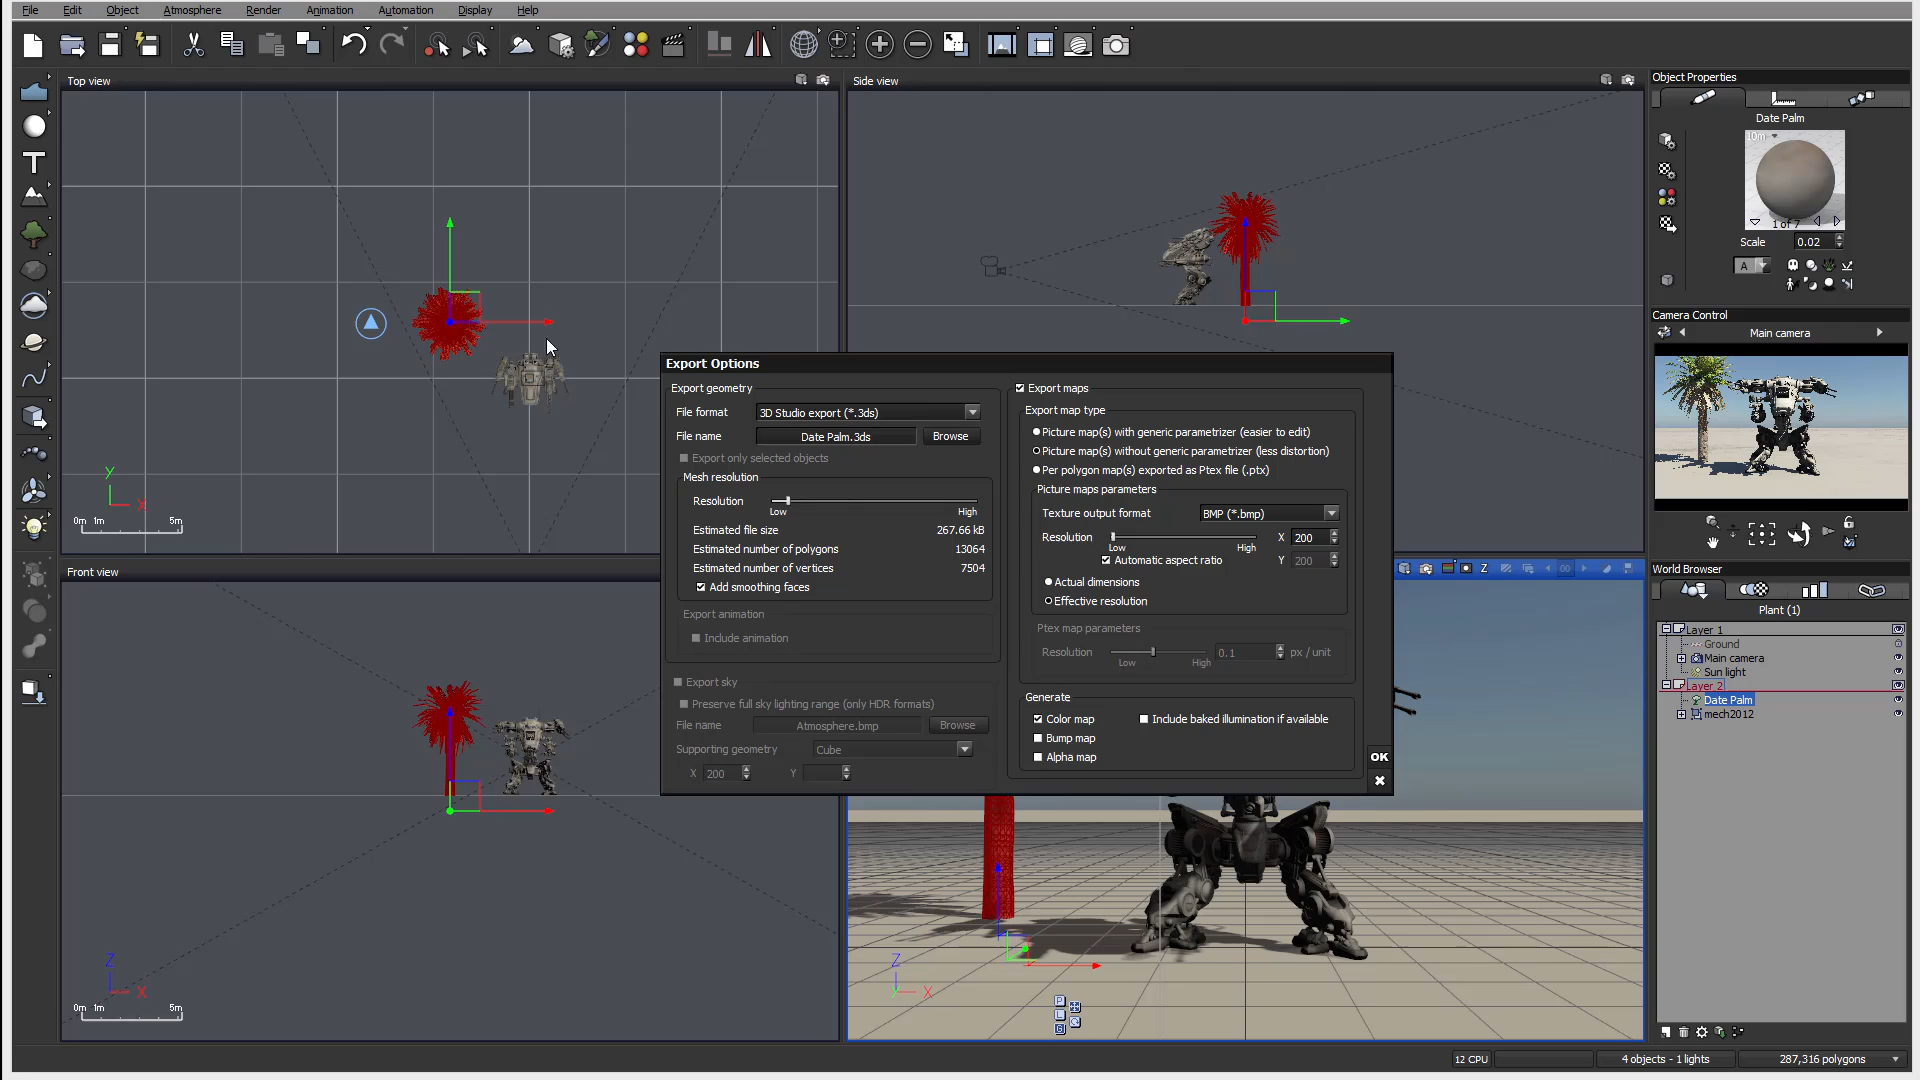 File Edit Object Atmosphere Render Animation Automation Display Help
Top view
Side view
Object Properties
Date Palm
10m
1 of 7
Scale 0.02
A
Camera Control
Main camera
Export Options
Export geometry
File format 3D Studio export (*.3ds)
File name Date Palm.3ds Browse
Export only selected objects
Mesh resolution
Resolution
Low High
Estimated file size 267.66 kB
Estimated number of polygons 13064
Estimated number of vertices 7504
Add smoothing faces
Export animation
Include animation
Export sky
Preserve full sky lighting range (only HDR formats)
File name Atmosphere.bmp Browse
Supporting geometry Cube
X 200 Y
Export maps
Export map type
Picture map(s) with generic parametrizer (easier to edit)
Picture map(s) without generic parametrizer (less distortion)
Per polygon map(s) exported as Ptex file (.ptx)
Picture maps parameters
Texture output format BMP (*.bmp)
Resolution X 200
Low High
Automatic aspect ratio Y 200
Actual dimensions
Effective resolution
Ptex map parameters
Resolution 0.1 px / unit
Low High
Generate
Color map Include baked illumination if available
Bump map
Alpha map
OK
Y
X
0m 1m 5m
Front view
Z
X
0m 1m 5m
Z
00
Z
Y
X
P
L
G
World Browser
Plant (1)
Layer 1
Ground
Main camera
Sun light
Layer 2
Date Palm
mech2012
12 CPU
4 objects - 1 lights
287,316 polygons